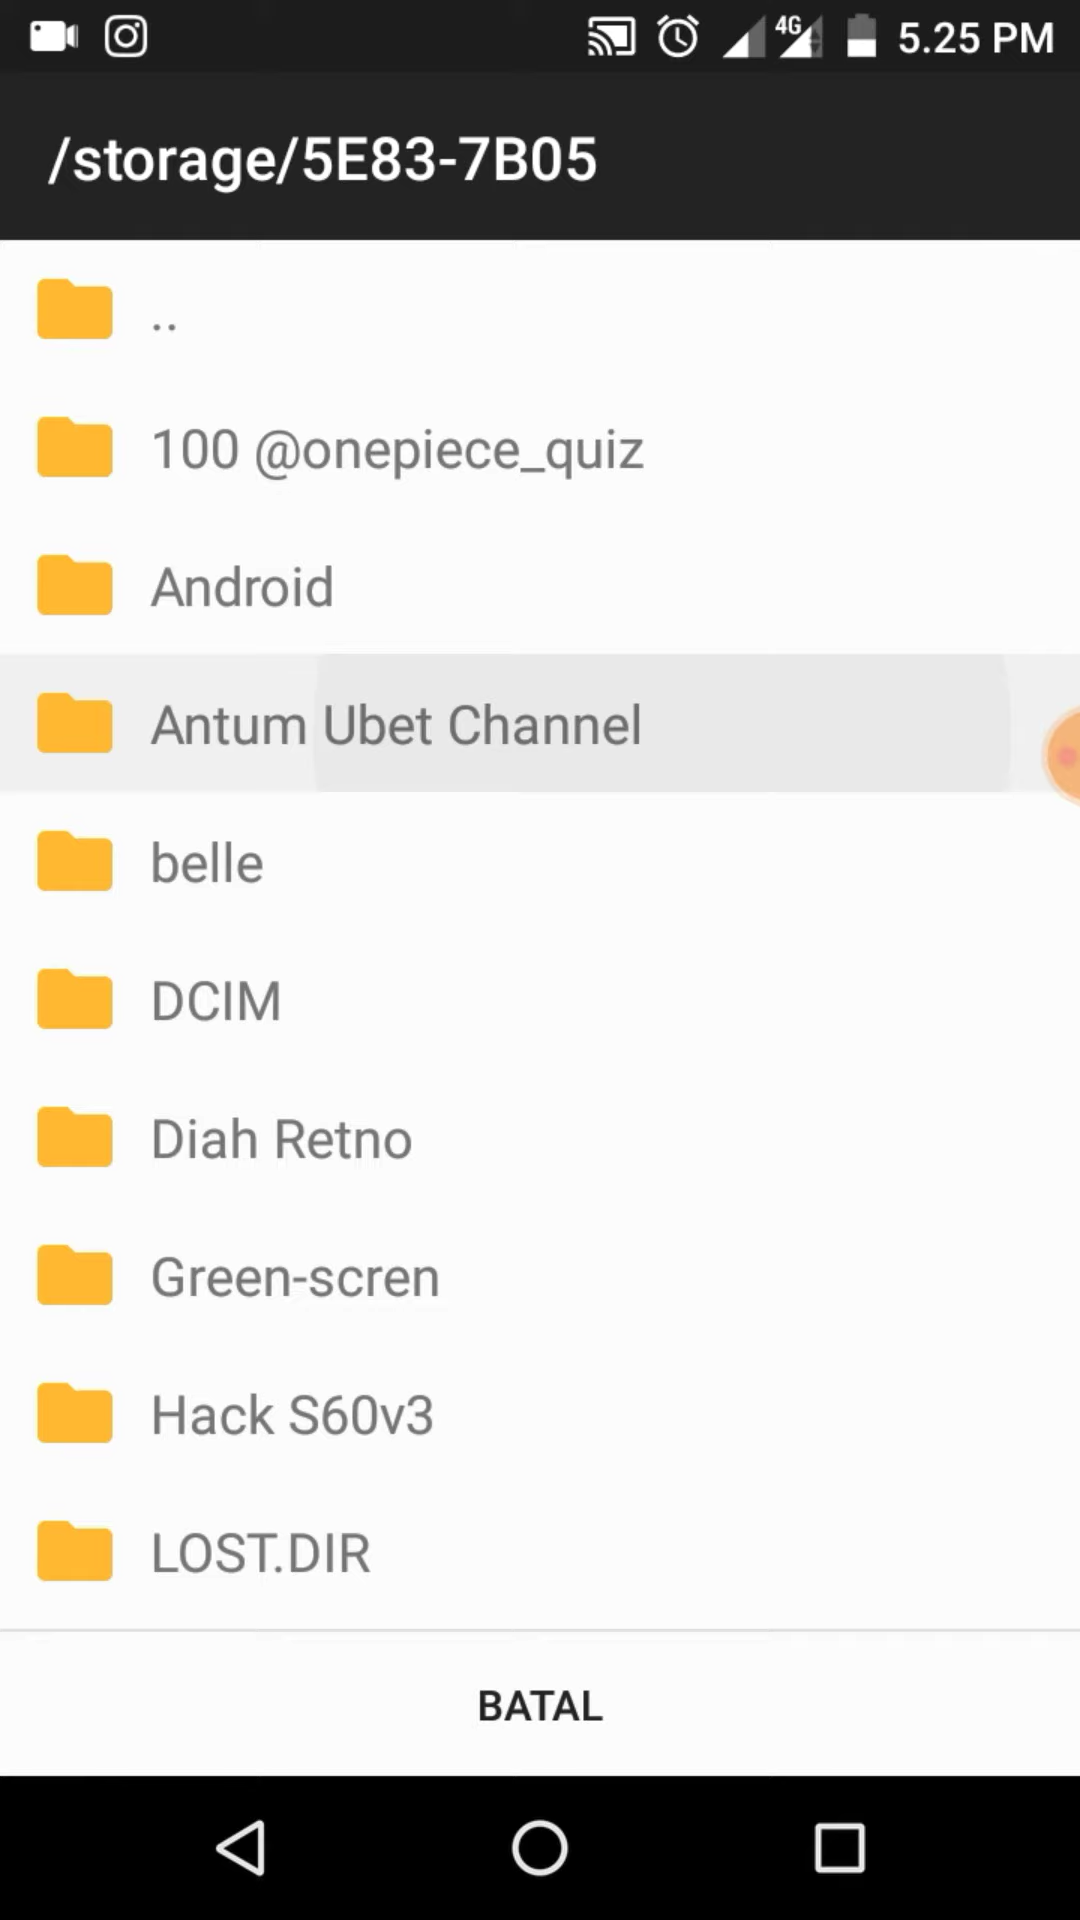 4G 5.25 PM
/storage/5E83-7B05
..
100 @onepiece_quiz
Android
Antum Ubet Channel
belle
DCIM
Diah Retno
Green-scren
Hack S60v3
LOST.DIR
BATAL